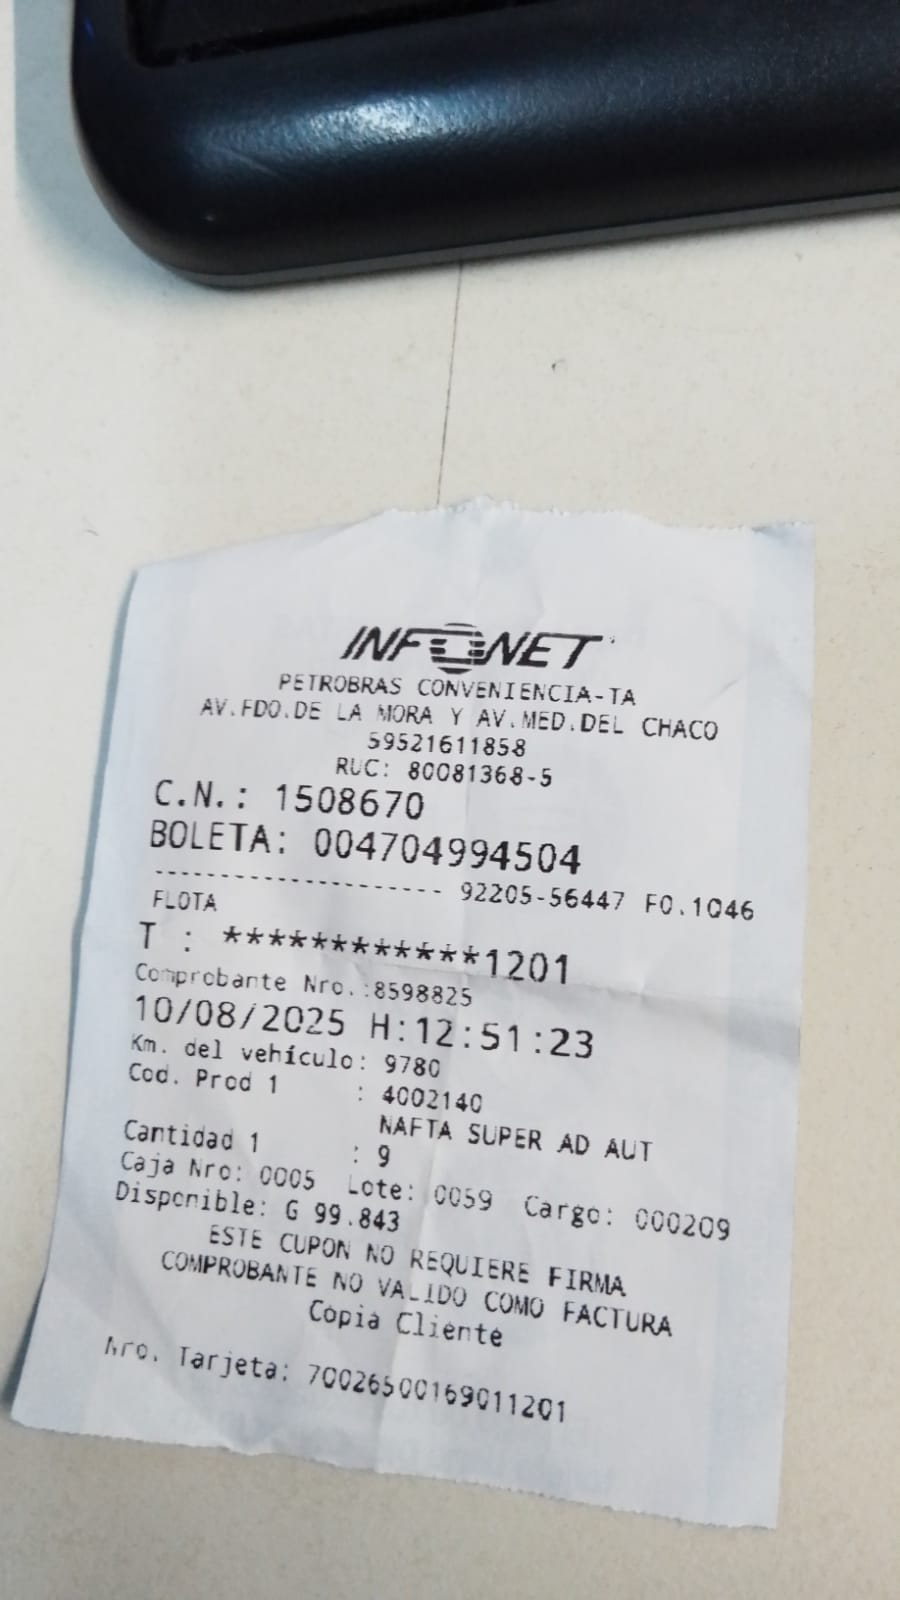 INFONET
PETROBRAS CONVENIENCIA-TA
AV.FDO.DE LA MORA Y AV.MED.DEL CHACO
59521611858
RUC: 80081368-5
C.N.: 1508670
BOLETA: 004704994504
-------------------- 92205-56447 FO.1046
FLOTA
T : ************1201
Comprobante Nro.:8598825
10/08/2025 H:12:51:23
Km. del vehículo: 9780
Cod. Prod 1 : 4002140
NAFTA SUPER AD AUT
Cantidad 1 : 9
Caja Nro: 0005 Lote: 0059 Cargo: 000209
Disponible: G 99.843
ESTE CUPON NO REQUIERE FIRMA
COMPROBANTE NO VALIDO COMO FACTURA
Copia Cliente
Nro. Tarjeta: 70026500169011201